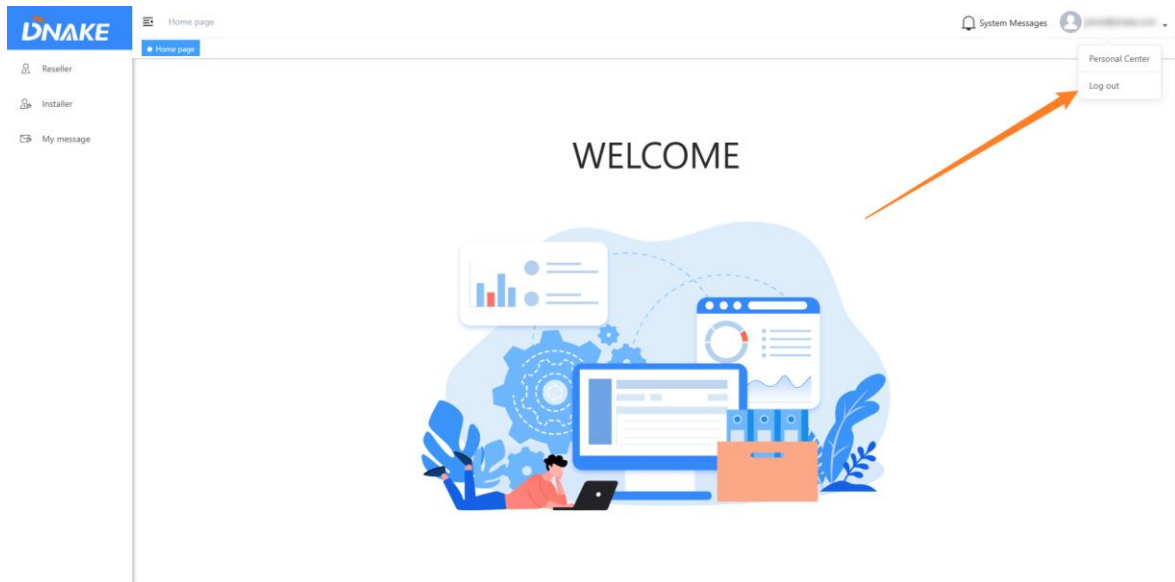 DNAKE
Home page
System Messages
Home page
Personal Center
Log out
Reseller
Installer
My message
WELCOME